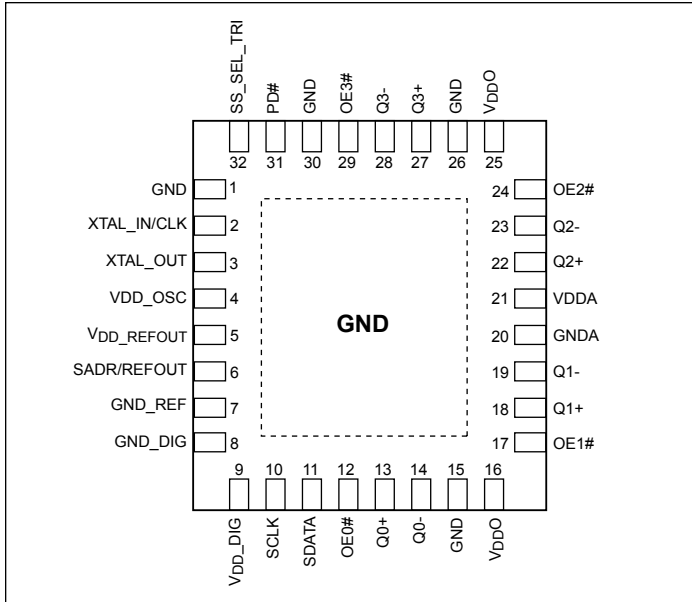 SS_SEL_TRI
PD#
GND
OE3#
Q3-
Q3+
GND
VDDO
32 31 30 29 28 27 26 25
GND 1
XTAL_IN/CLK 2
XTAL_OUT 3
VDD_OSC 4
VDD_REFOUT 5
SADR/REFOUT 6
GND_REF 7
GND_DIG 8
GND
24 OE2#
23 Q2-
22 Q2+
21 VDDA
20 GNDA
19 Q1-
18 Q1+
17 OE1#
9 10 11 12 13 14 15 16
VDD_DIG
SCLK
SDATA
OE0#
Q0+
Q0-
GND
VDDO